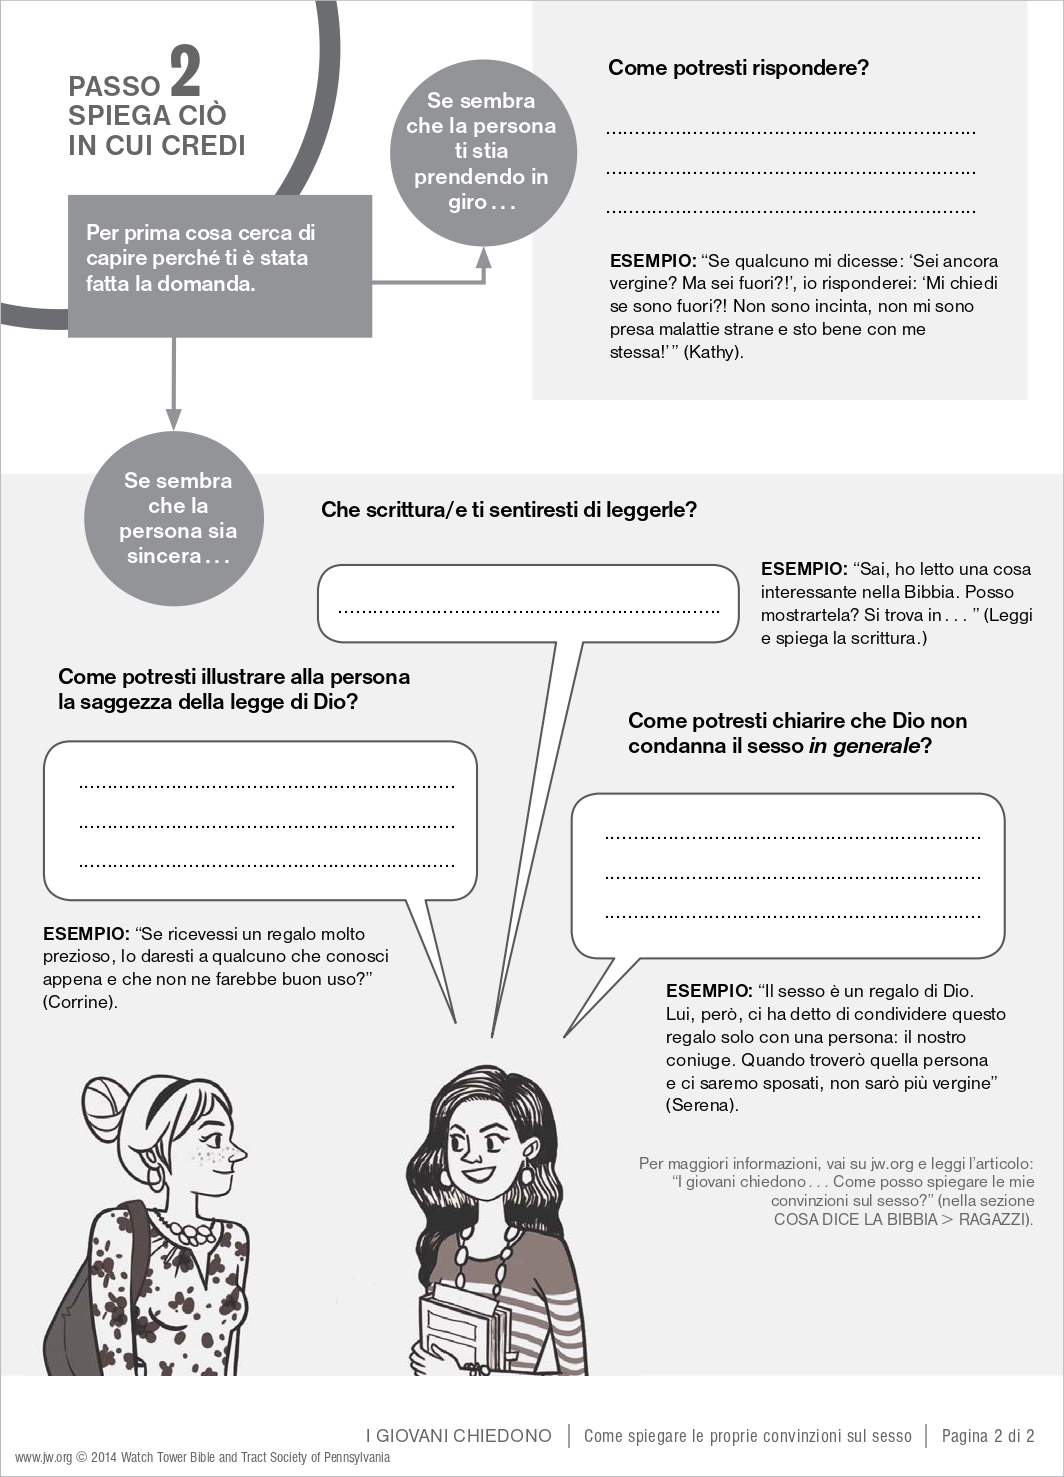 PASSO 2
SPIEGA CIÒ
IN CUI CREDI
Per prima cosa cerca di
capire perché ti è stata
fatta la domanda.
Se sembra
che la persona
ti stia
prendendo in
giro . . .
Come potresti rispondere?
ESEMPIO: “Se qualcuno mi dicesse: ‘Sei ancora
vergine? Ma sei fuori?!’, io risponderei: ‘Mi chiedi
se sono fuori?! Non sono incinta, non mi sono
presa malattie strane e sto bene con me
stessa!’ ” (Kathy).
Se sembra
che la
persona sia
sincera . . .
Che scrittura/e ti sentiresti di leggerle?
ESEMPIO: “Sai, ho letto una cosa
interessante nella Bibbia. Posso
mostrartela? Si trova in . . . ” (Leggi
e spiega la scrittura.)
Come potresti illustrare alla persona
la saggezza della legge di Dio?
ESEMPIO: “Se ricevessi un regalo molto
prezioso, lo daresti a qualcuno che conosci
appena e che non ne farebbe buon uso?”
(Corrine).
Come potresti chiarire che Dio non
condanna il sesso in generale?
ESEMPIO: “Il sesso è un regalo di Dio.
Lui, però, ci ha detto di condividere questo
regalo solo con una persona: il nostro
coniuge. Quando troverò quella persona
e ci saremo sposati, non sarò più vergine”
(Serena).
Per maggiori informazioni, vai su jw.org e leggi l’articolo:
“I giovani chiedono . . . Come posso spiegare le mie
convinzioni sul sesso?” (nella sezione
COSA DICE LA BIBBIA > RAGAZZI).
I GIOVANI CHIEDONO | Come spiegare le proprie convinzioni sul sesso | Pagina 2 di 2
www.jw.org © 2014 Watch Tower Bible and Tract Society of Pennsylvania